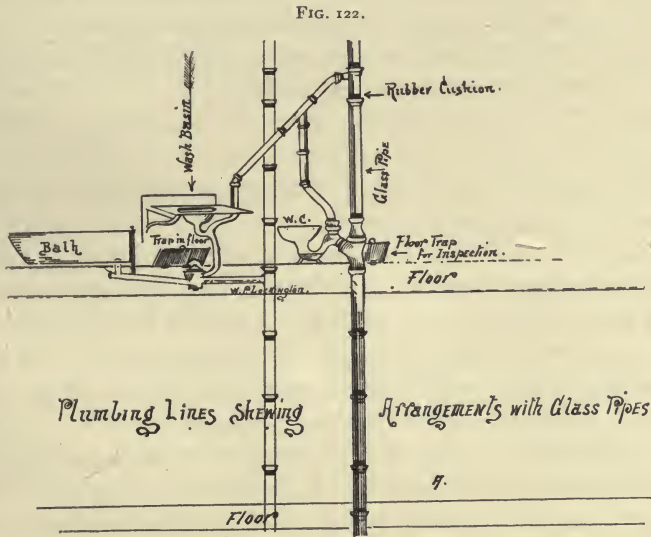 FIG. 122.
Rubber Cushion.
Wash Basin
Glass Pipe
W.C.
Bath
Trap in floor
Floor Trap
for Inspection.
Floor
W. P. Lockington.
Plumbing Lines Shewing Arrangements with Glass Pipes
A.
Floor